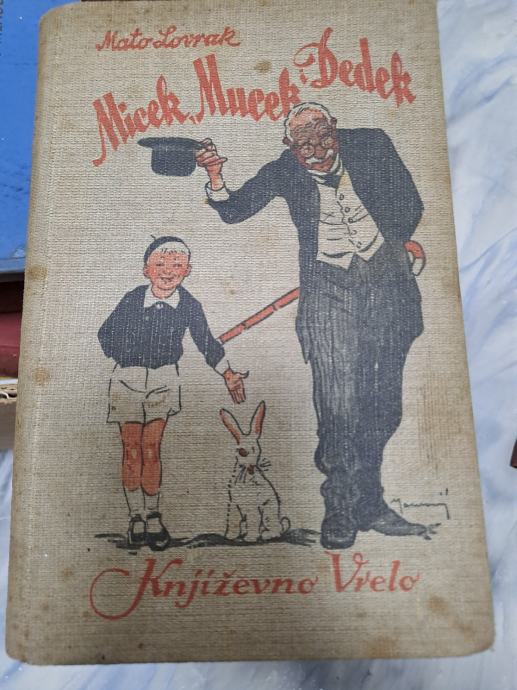 Mato Lovrak
Micek, Mucek i Dedek
Književno Vrelo